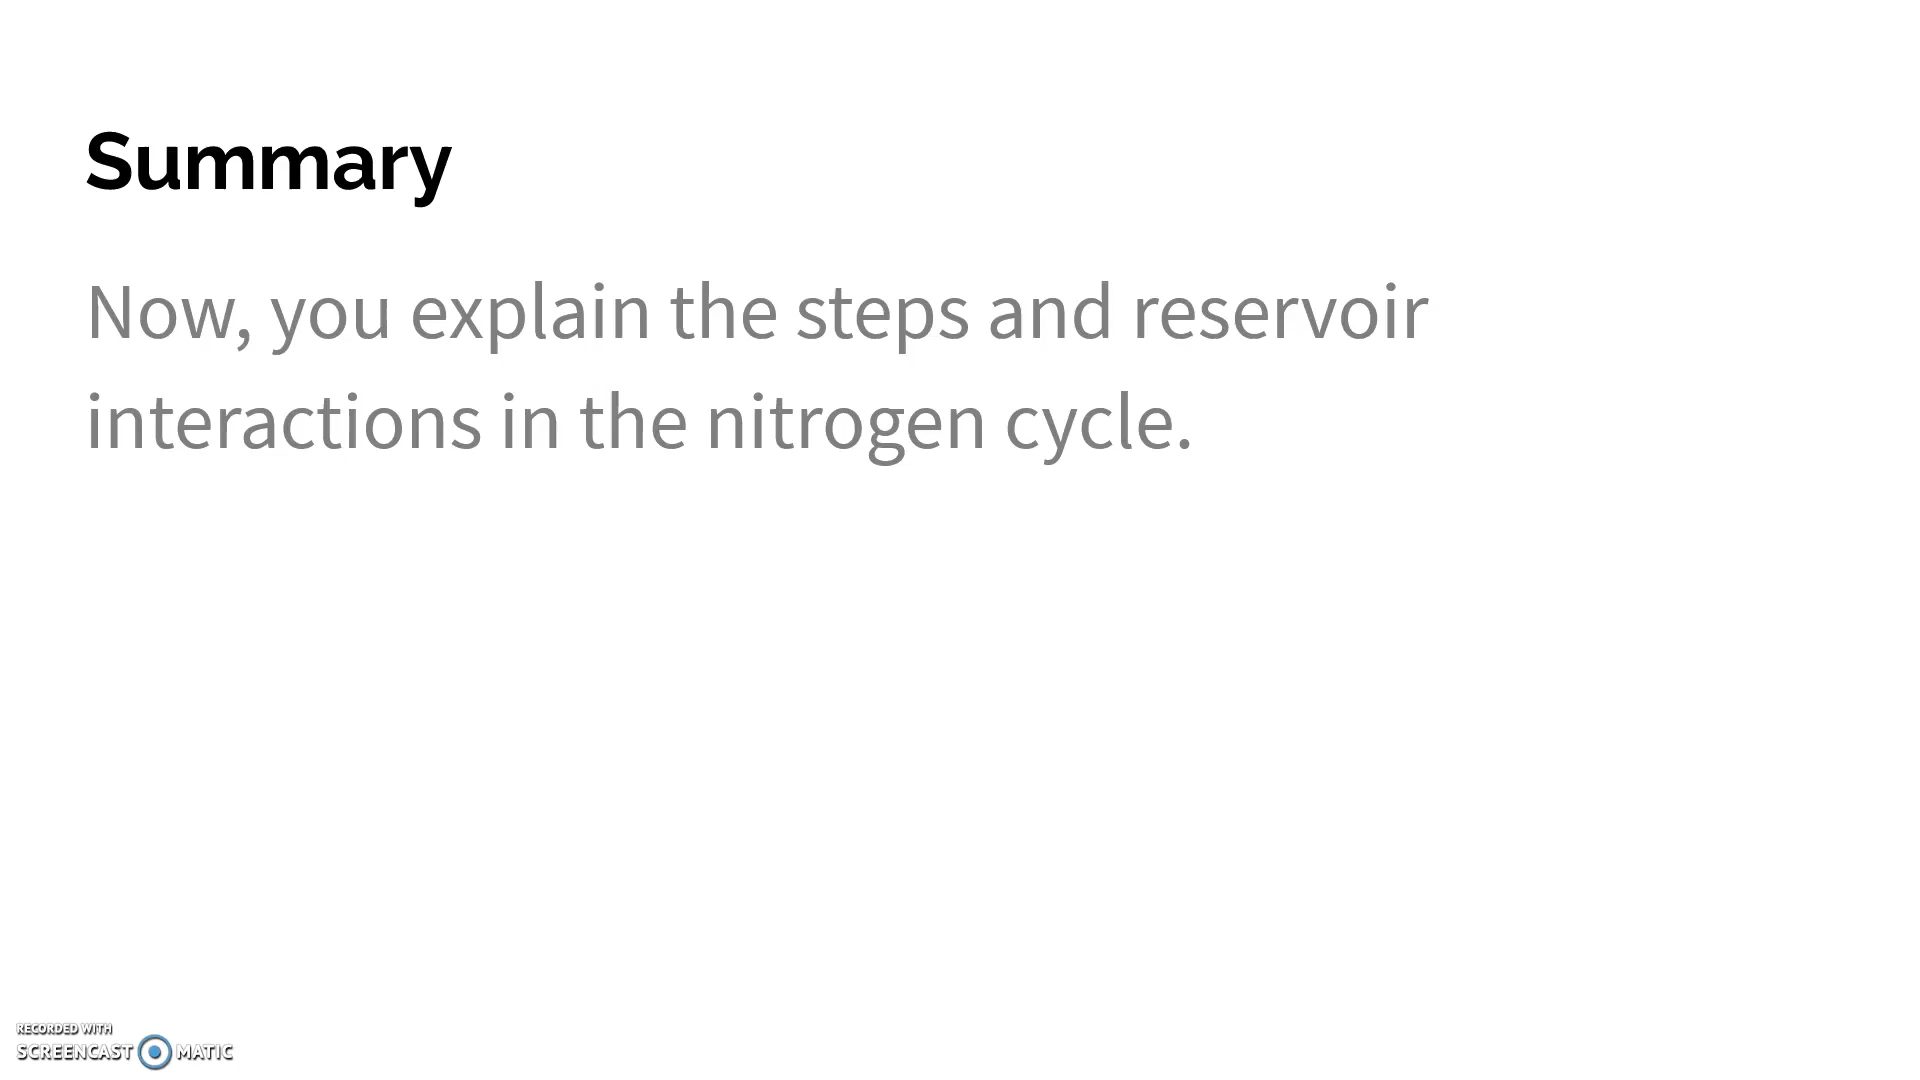 Summary
Now, you explain the steps and reservoir
interactions in the nitrogen cycle.
RECORDED WITH
SCREENCAST MATIC